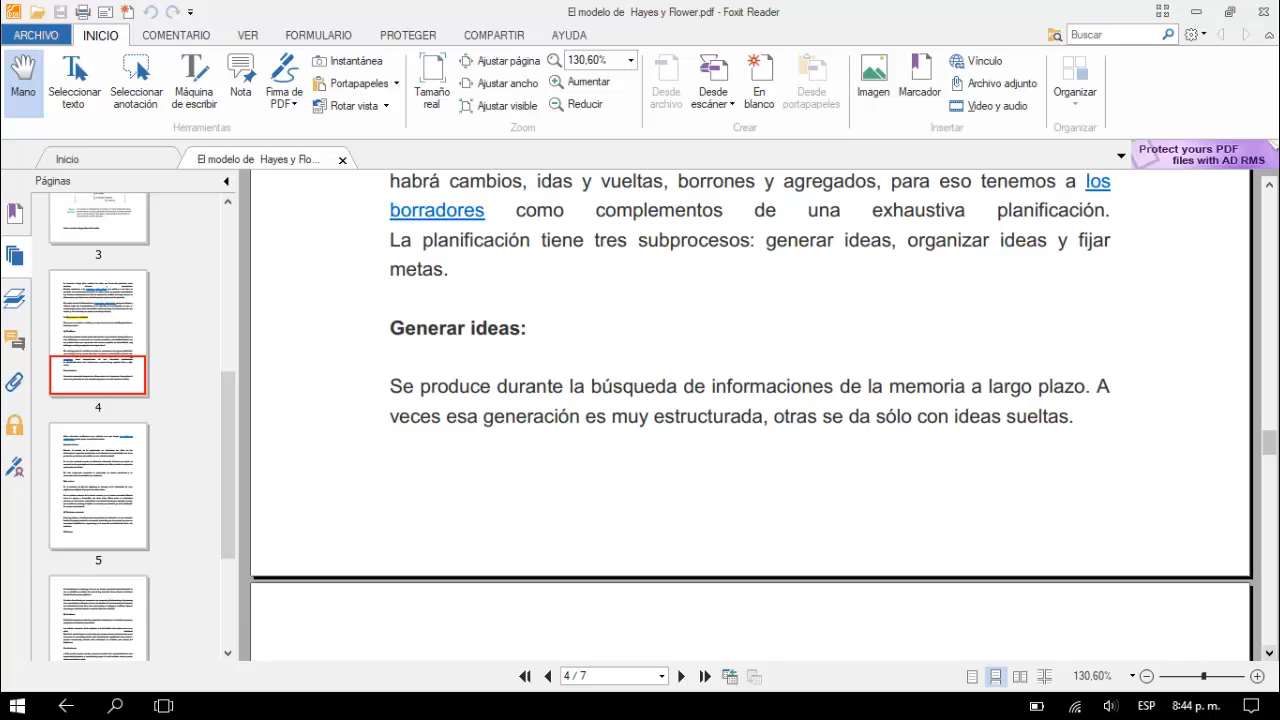 El modelo de Hayes y Flower.pdf - Foxit Reader
ARCHIVO INICIO COMENTARIO VER FORMULARIO PROTEGER COMPARTIR AYUDA Buscar
Mano
Seleccionar texto
Seleccionar anotación
Máquina de escribir
Nota
Firma de PDF
Instantánea
Portapapeles
Rotar vista
Herramientas
Tamaño real
Ajustar página
Ajustar ancho
Ajustar visible
130,60%
Aumentar
Reducir
Zoom
Desde archivo
Desde escáner
En blanco
Desde portapapeles
Crear
Imagen
Marcador
Vínculo
Archivo adjunto
Video y audio
Insertar
Organizar
Organizar
Inicio El modelo de Hayes y Flo...
Protect yours PDF
files with AD RMS
Páginas
3
4
5
habrá cambios, idas y vueltas, borrones y agregados, para eso tenemos a los
borradores como complementos de una exhaustiva planificación.
La planificación tiene tres subprocesos: generar ideas, organizar ideas y fijar
metas.
Generar ideas:
Se produce durante la búsqueda de informaciones de la memoria a largo plazo. A
veces esa generación es muy estructurada, otras se da sólo con ideas sueltas.
4 / 7
130,60%
ESP 8:44 p. m.